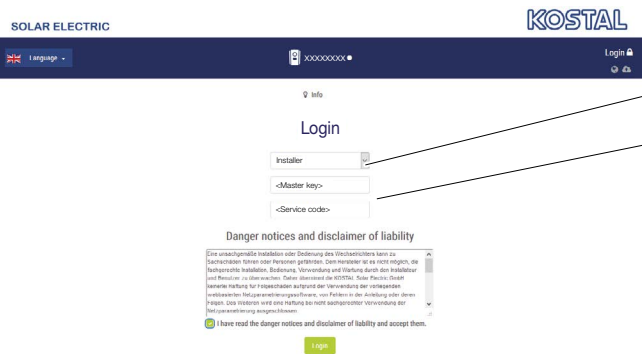 SOLAR ELECTRIC
KOSTAL
Language
xxxxxxxx
Login
Info
Login
Installer
<Master key>
<Service code>
Danger notices and disclaimer of liability
Eine unsachgemäße Installation oder Bedienung des Wechselrichters kann zu
Sachschäden führen oder Personen gefährden. Dem Hersteller ist es nicht möglich, die
fachgerechte Installation, Bedienung, Verwendung und Wartung durch den Installateur
und Benutzer zu überwachen. Daher übernimmt die KOSTAL Solar Electric GmbH
keinerlei Haftung für Folgeschäden aufgrund der Verwendung der vorliegenden
webbasierten Netzparametrierungssoftware, von Fehlern in der Anleitung oder deren
Folgen. Des Weiteren wird eine Haftung bei nicht sachgerechter Verwendung der
Netzparametrierung ausgeschlossen.
I have read the danger notices and disclaimer of liability and accept them.
Login